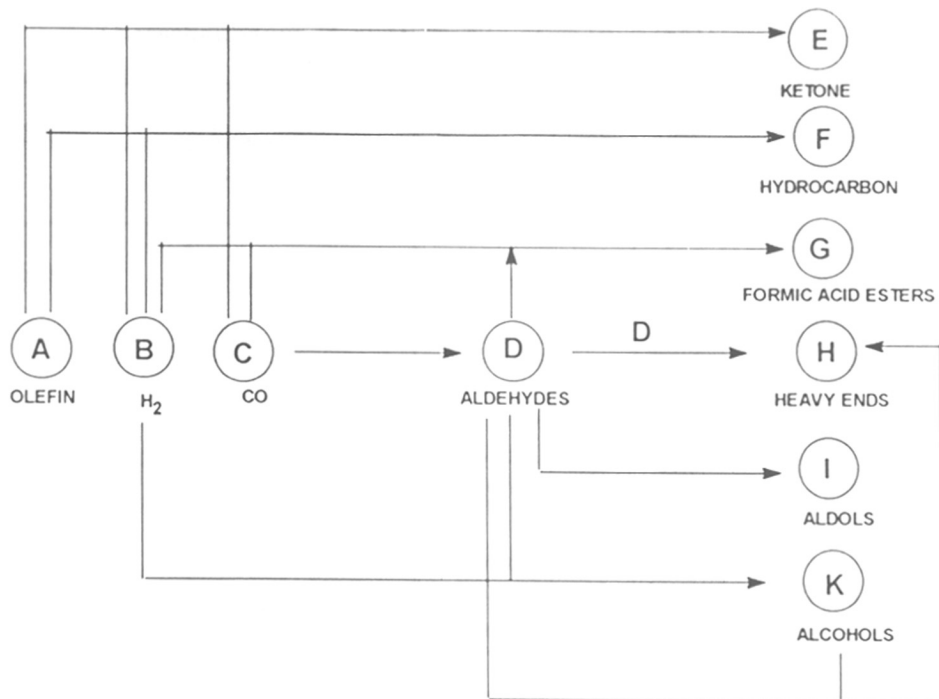 E
KETONE
F
HYDROCARBON
G
FORMIC ACID ESTERS
A
B
C
D
D
H
OLEFIN
H2
CO
ALDEHYDES
HEAVY ENDS
I
ALDOLS
K
ALCOHOLS